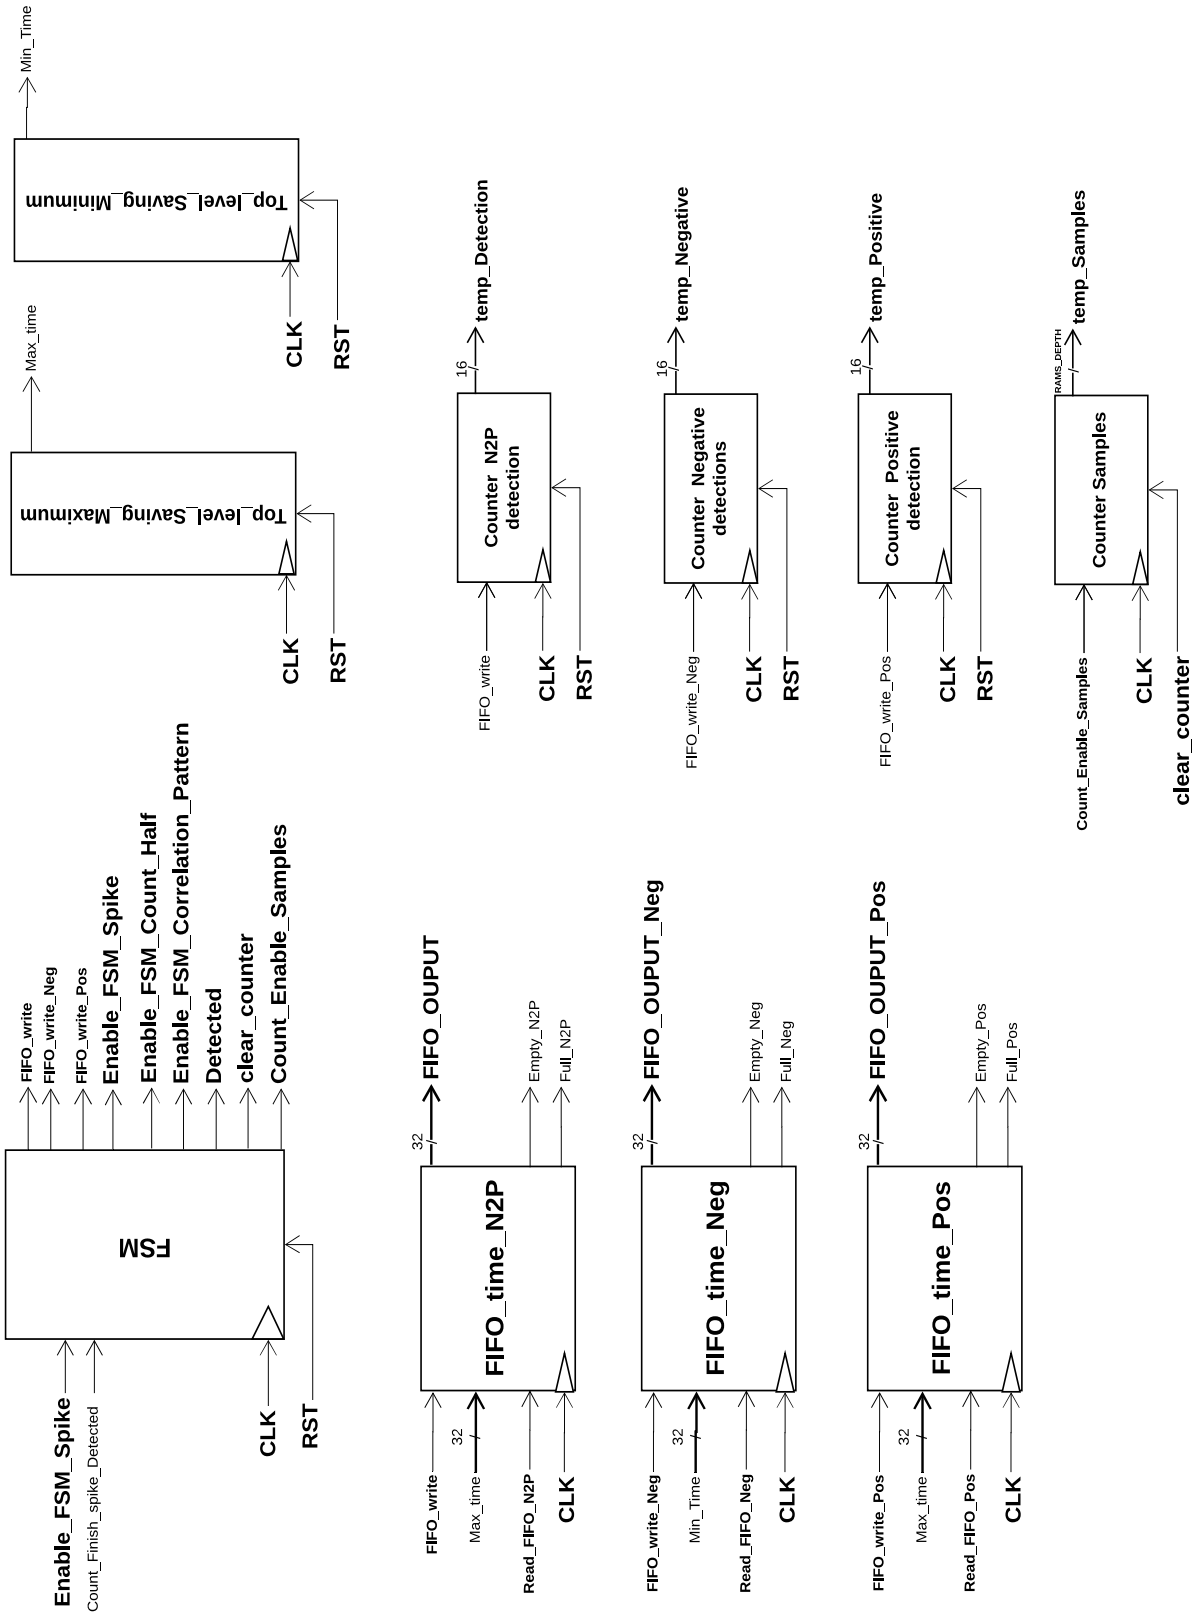 Enable_FSM_Spike
Count_Finish_spike_Detected
CLK
RST
FSM
FIFO_write
FIFO_write_Neg
FIFO_write_Pos
Enable_FSM_Spike
Enable_FSM_Count_Half
Enable_FSM_Correlation_Pattern
Detected
clear_counter
Count_Enable_Samples
CLK
RST
Top_level_Saving_Maximum
Max_time
CLK
RST
Top_level_Saving_Minimum
Min_Time
FIFO_write
Max_time
32
Read_FIFO_N2P
CLK
FIFO_time_N2P
32
FIFO_OUPUT
Empty_N2P
Full_N2P
FIFO_write
CLK
RST
Counter N2P
detection
16
temp_Detection
FIFO_write_Neg
Min_Time
32
Read_FIFO_Neg
CLK
FIFO_time_Neg
32
FIFO_OUPUT_Neg
Empty_Neg
Full_Neg
FIFO_write_Neg
CLK
RST
Counter Negative
detections
16
temp_Negative
FIFO_write_Pos
Max_time
32
Read_FIFO_Pos
CLK
FIFO_time_Pos
32
FIFO_OUPUT_Pos
Empty_Pos
Full_Pos
FIFO_write_Pos
CLK
RST
Counter Positive
detection
16
temp_Positive
Count_Enable_Samples
CLK
clear_counter
Counter Samples
RAMS_DEPTH
temp_Samples